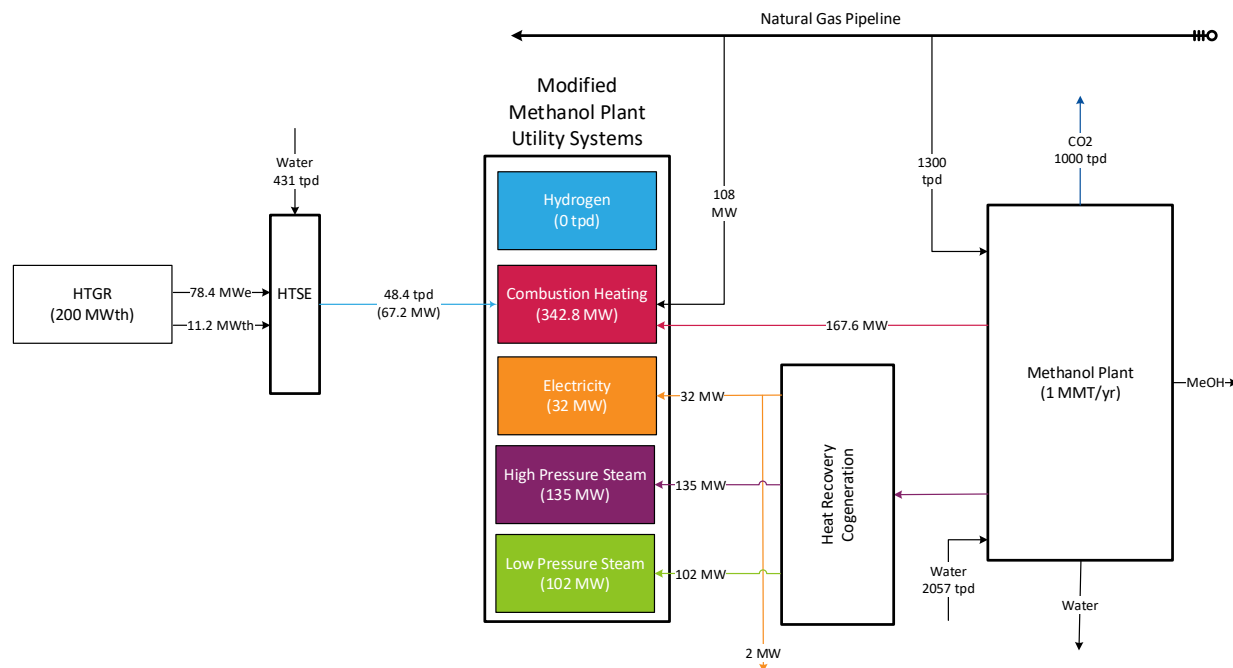 Natural Gas Pipeline
Modified
Methanol Plant
Utility Systems
Water
431 tpd
HTGR
(200 MWth)
78.4 MWe
11.2 MWth
HTSE
48.4 tpd
(67.2 MW)
Hydrogen
(0 tpd)
Combustion Heating
(342.8 MW)
Electricity
(32 MW)
High Pressure Steam
(135 MW)
Low Pressure Steam
(102 MW)
108
MW
1300
tpd
CO2
1000 tpd
167.6 MW
32 MW
135 MW
102 MW
2 MW
Heat Recovery
Cogeneration
Methanol Plant
(1 MMT/yr)
MeOH
Water
2057 tpd
Water